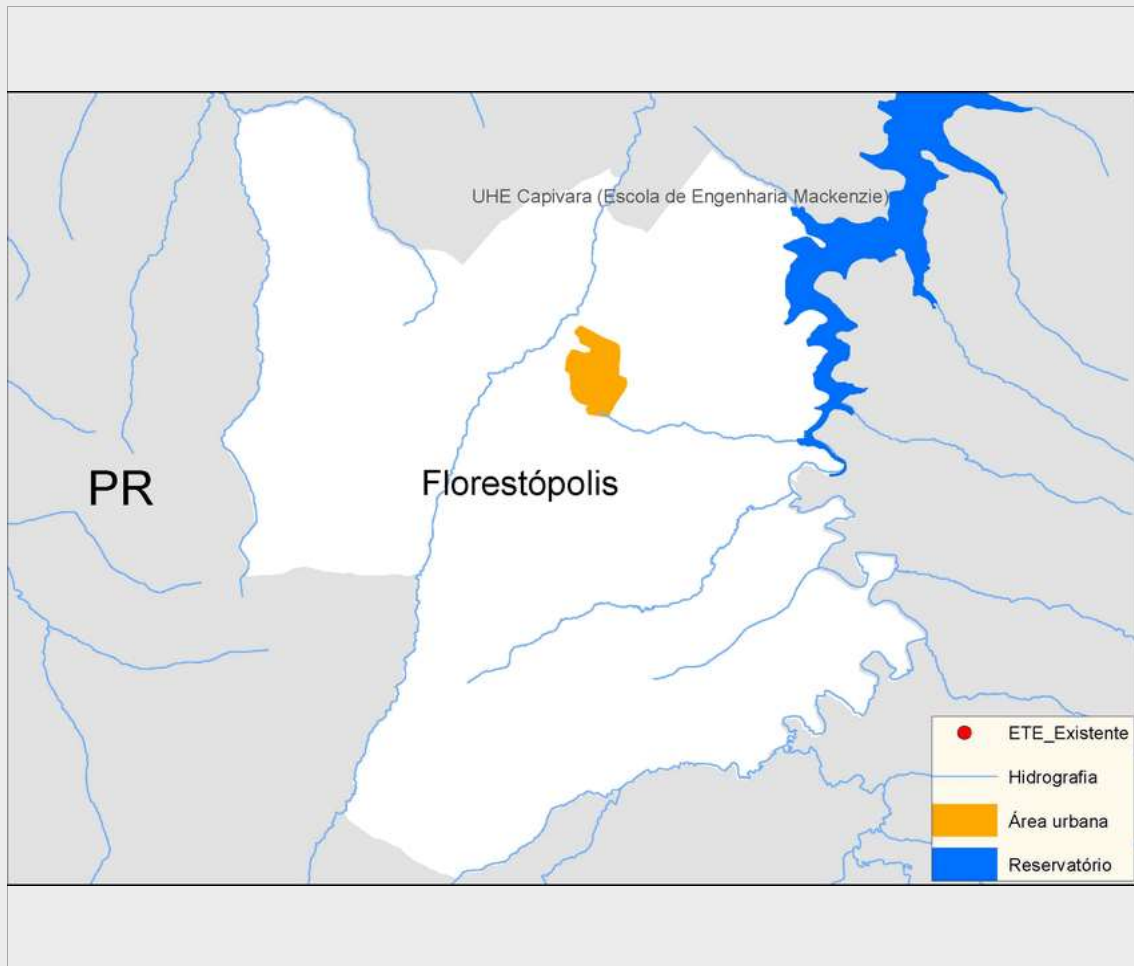 UHE Capivara (Escola de Engenharia Mackenzie)
PR
Florestópolis
ETE_Existente
Hidrografia
Área urbana
Reservatório